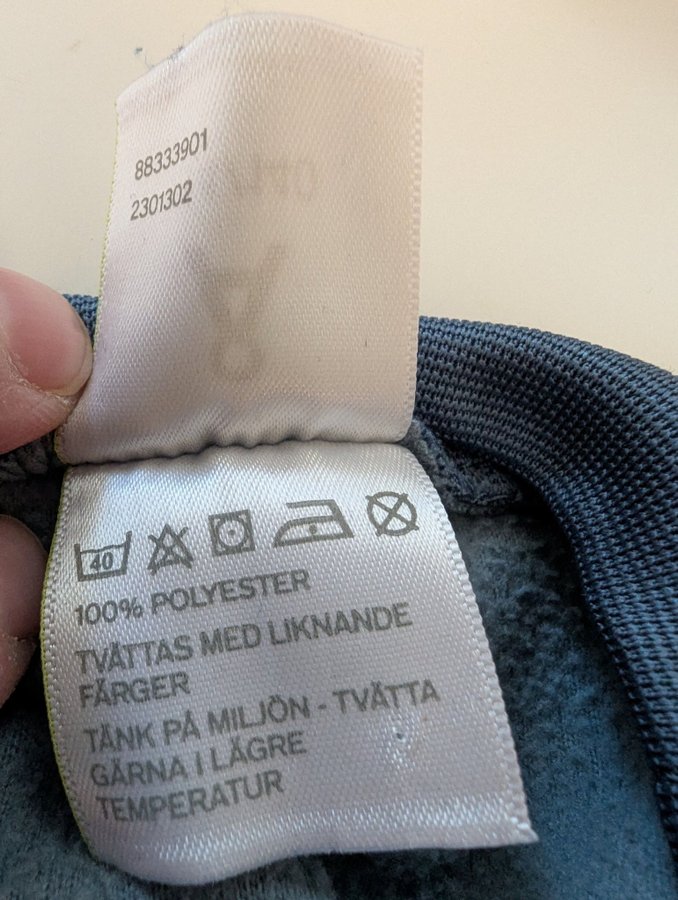 88333901
2301302
40
100% POLYESTER
TVÄTTAS MED LIKNANDE
FÄRGER
TÄNK PÅ MILJÖN - TVÄTTA
GÄRNA I LÄGRE
TEMPERATUR